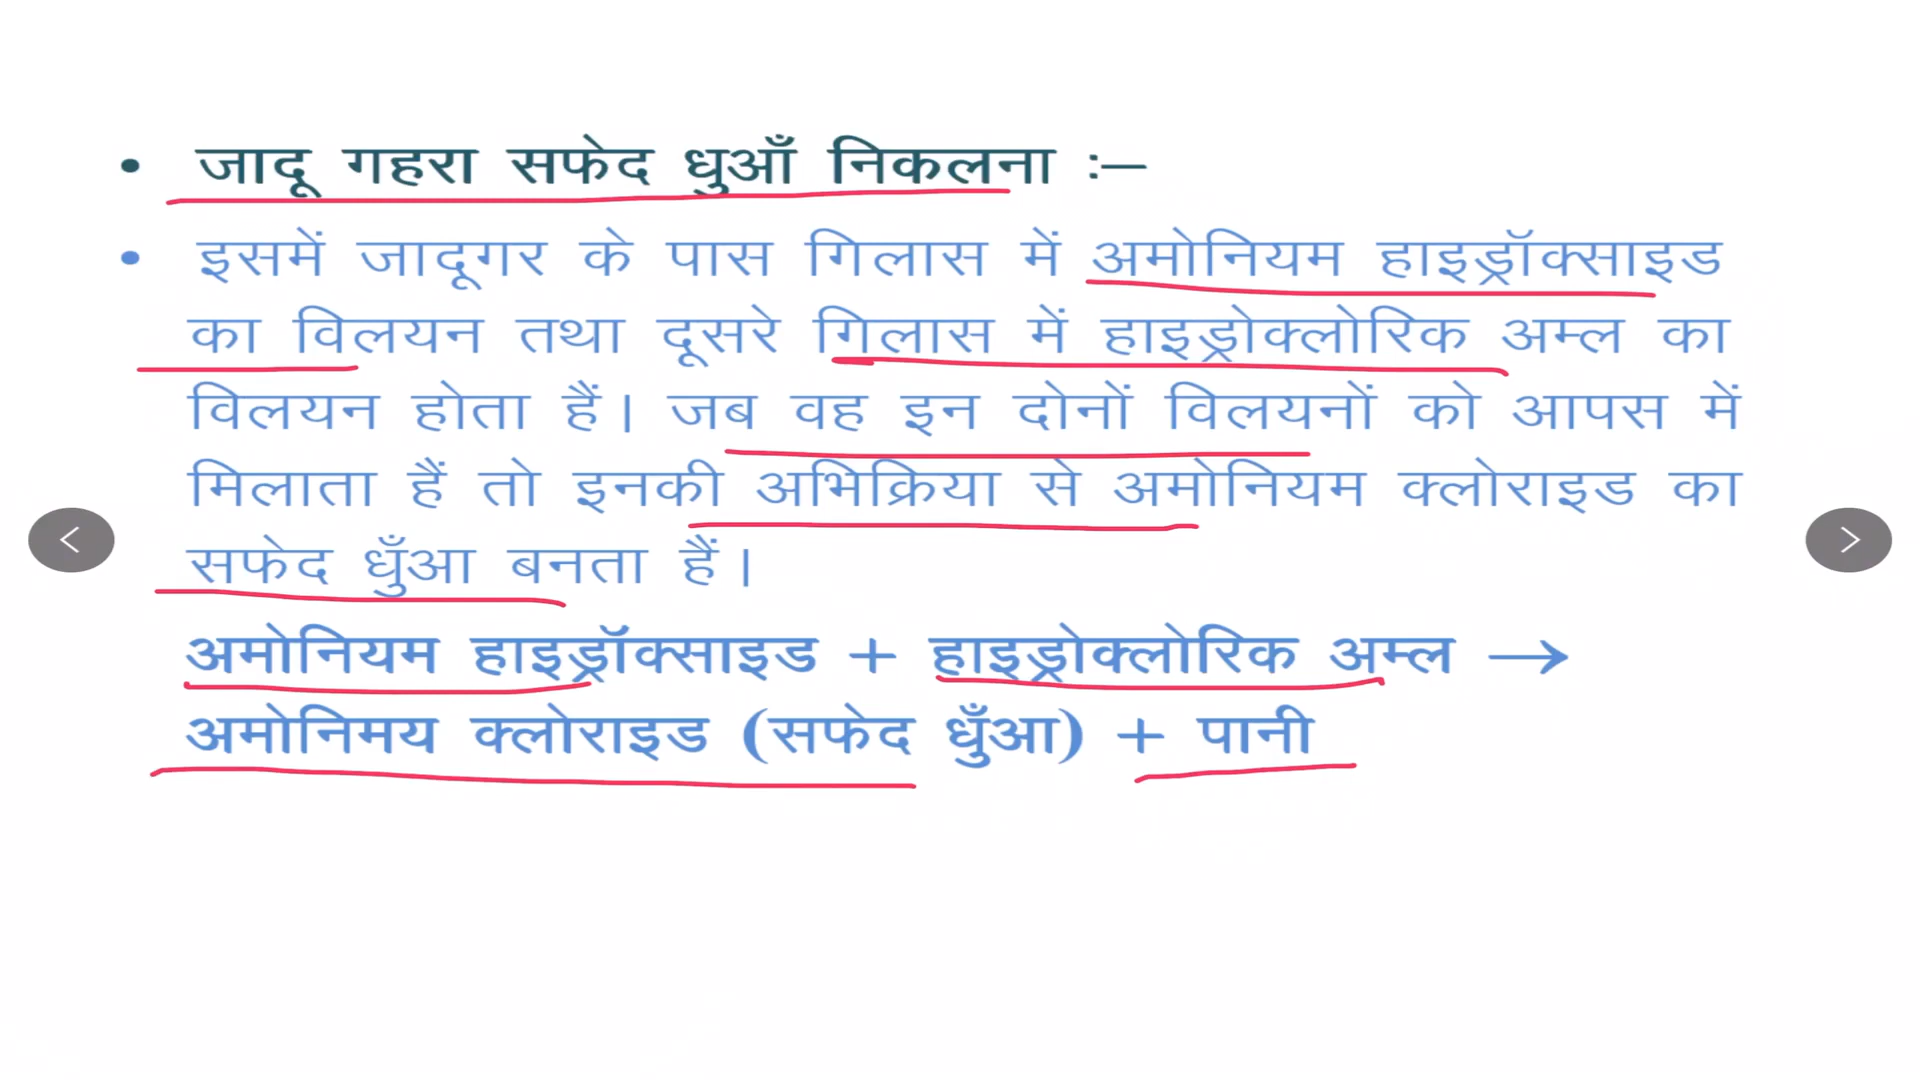 • जादू गहरा सफेद धुआँ निकलना :–
• इसमें जादूगर के पास गिलास में अमोनियम हाइड्रॉक्साइड
का विलयन तथा दूसरे गिलास में हाइड्रोक्लोरिक अम्ल का
विलयन होता हैं। जब वह इन दोनों विलयनों को आपस में
मिलाता हैं तो इनकी अभिक्रिया से अमोनियम क्लोराइड का
सफेद धुँआ बनता हैं।
अमोनियम हाइड्रॉक्साइड + हाइड्रोक्लोरिक अम्ल →
अमोनिमय क्लोराइड (सफेद धुँआ) + पानी